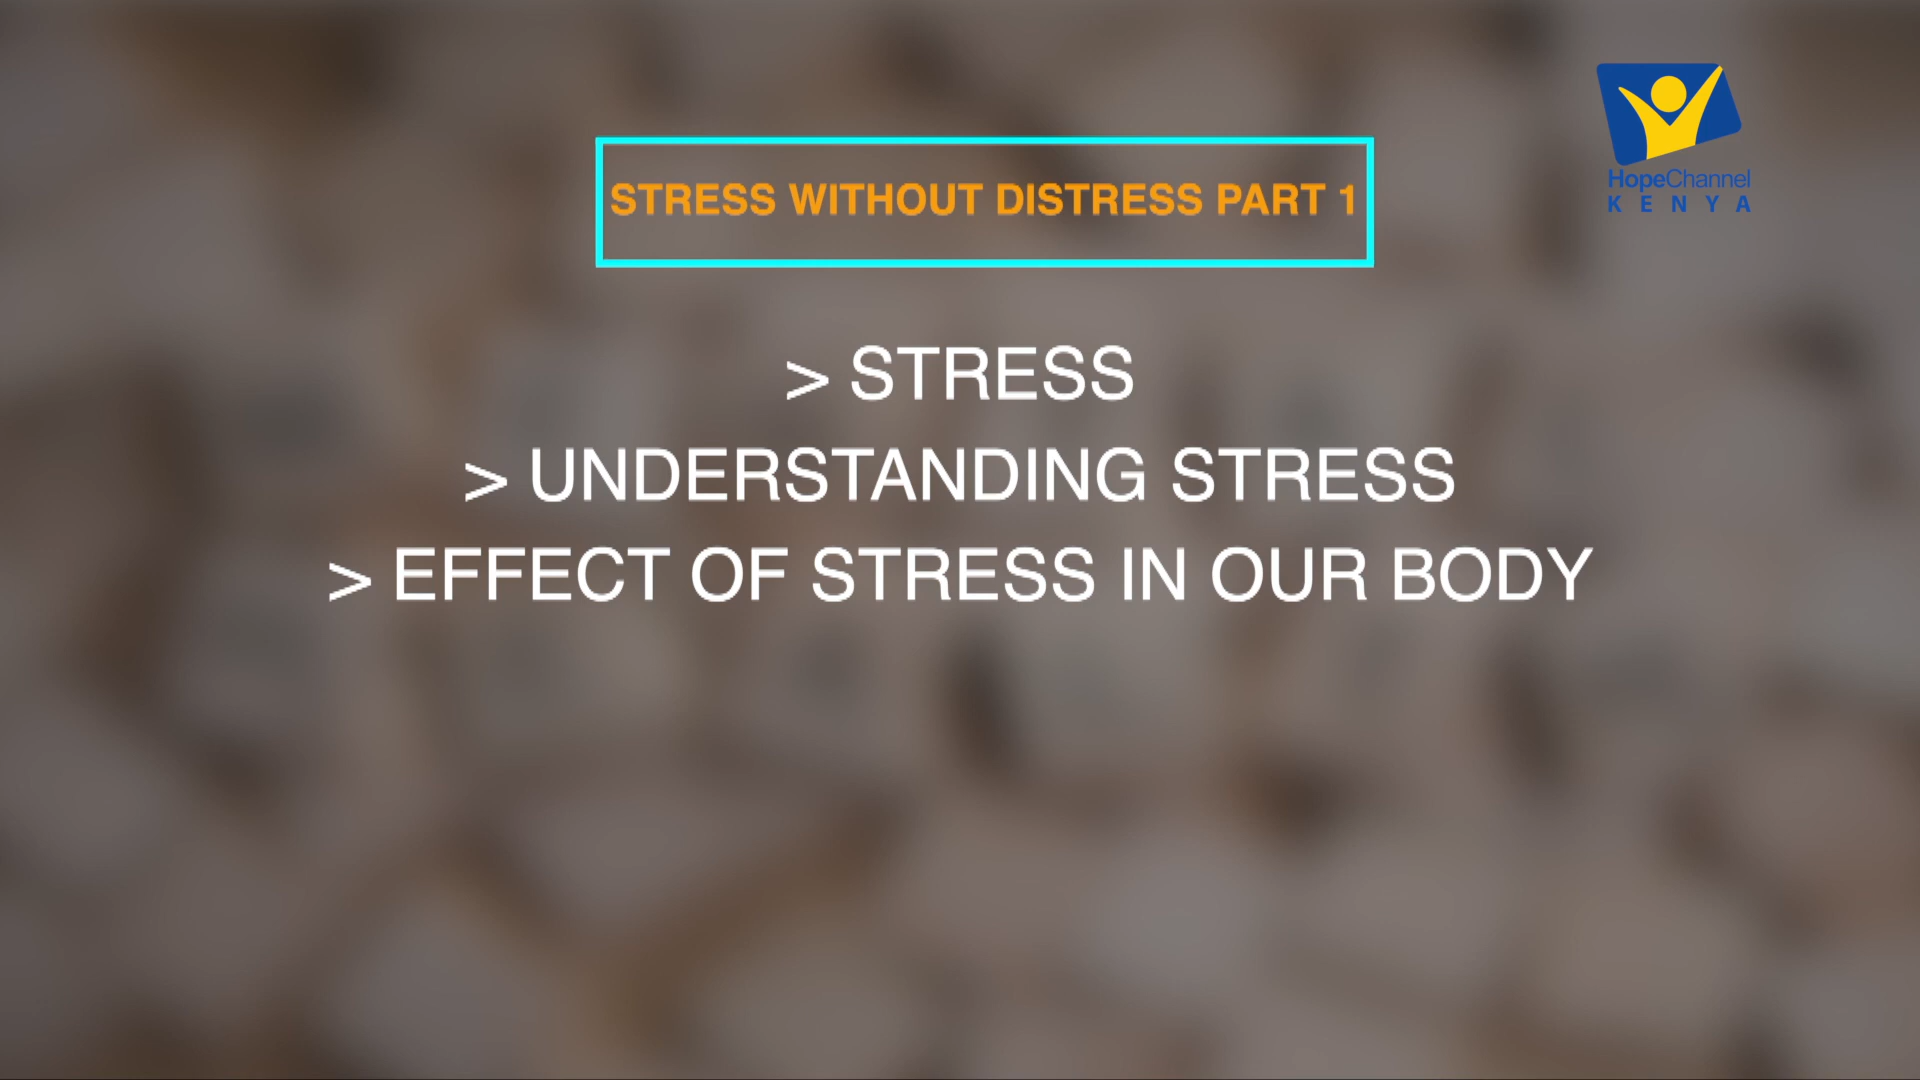 STRESS WITHOUT DISTRESS PART 1
HopeChannel
KENYA
> STRESS
> UNDERSTANDING STRESS
> EFFECT OF STRESS IN OUR BODY